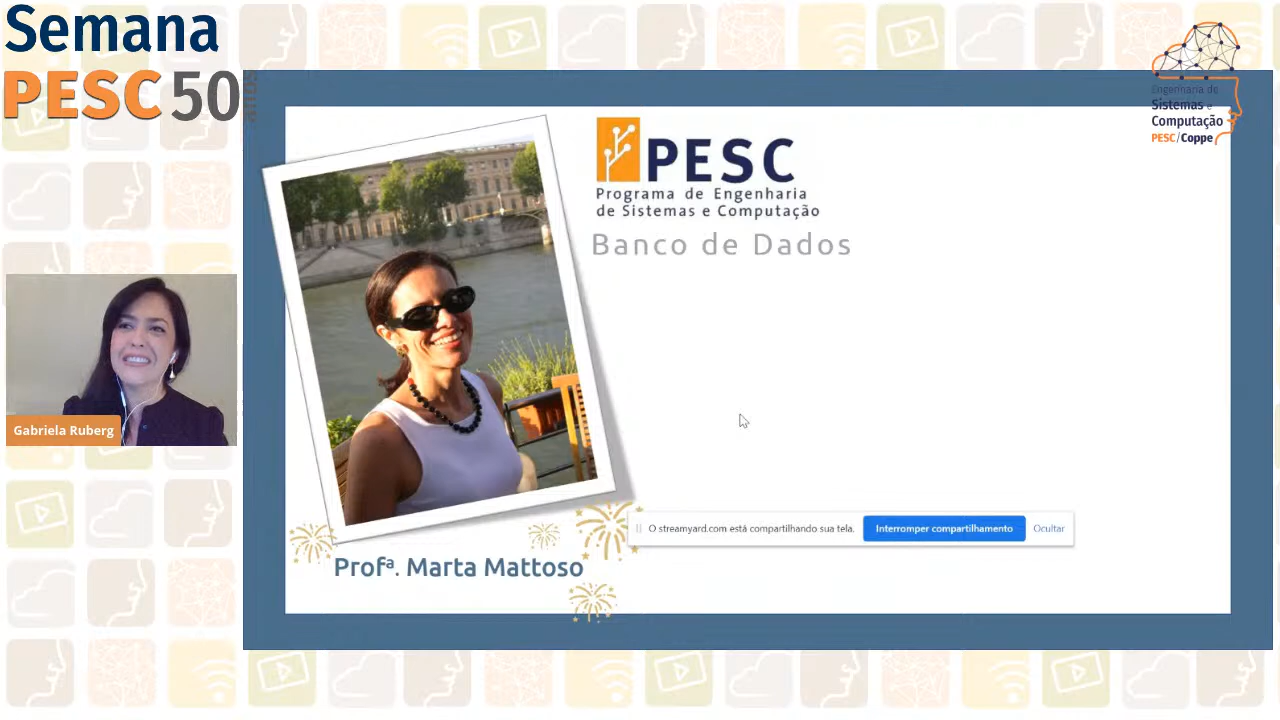 Semana
PESC 50
anos
Engenharia de
Sistemas e
Computação
PESC/Coppe
PESC
Programa de Engenharia
de Sistemas e Computação
Banco de Dados
Gabriela Ruberg
O streamyard.com está compartilhando sua tela. Interromper compartilhamento Ocultar
Profª. Marta Mattoso